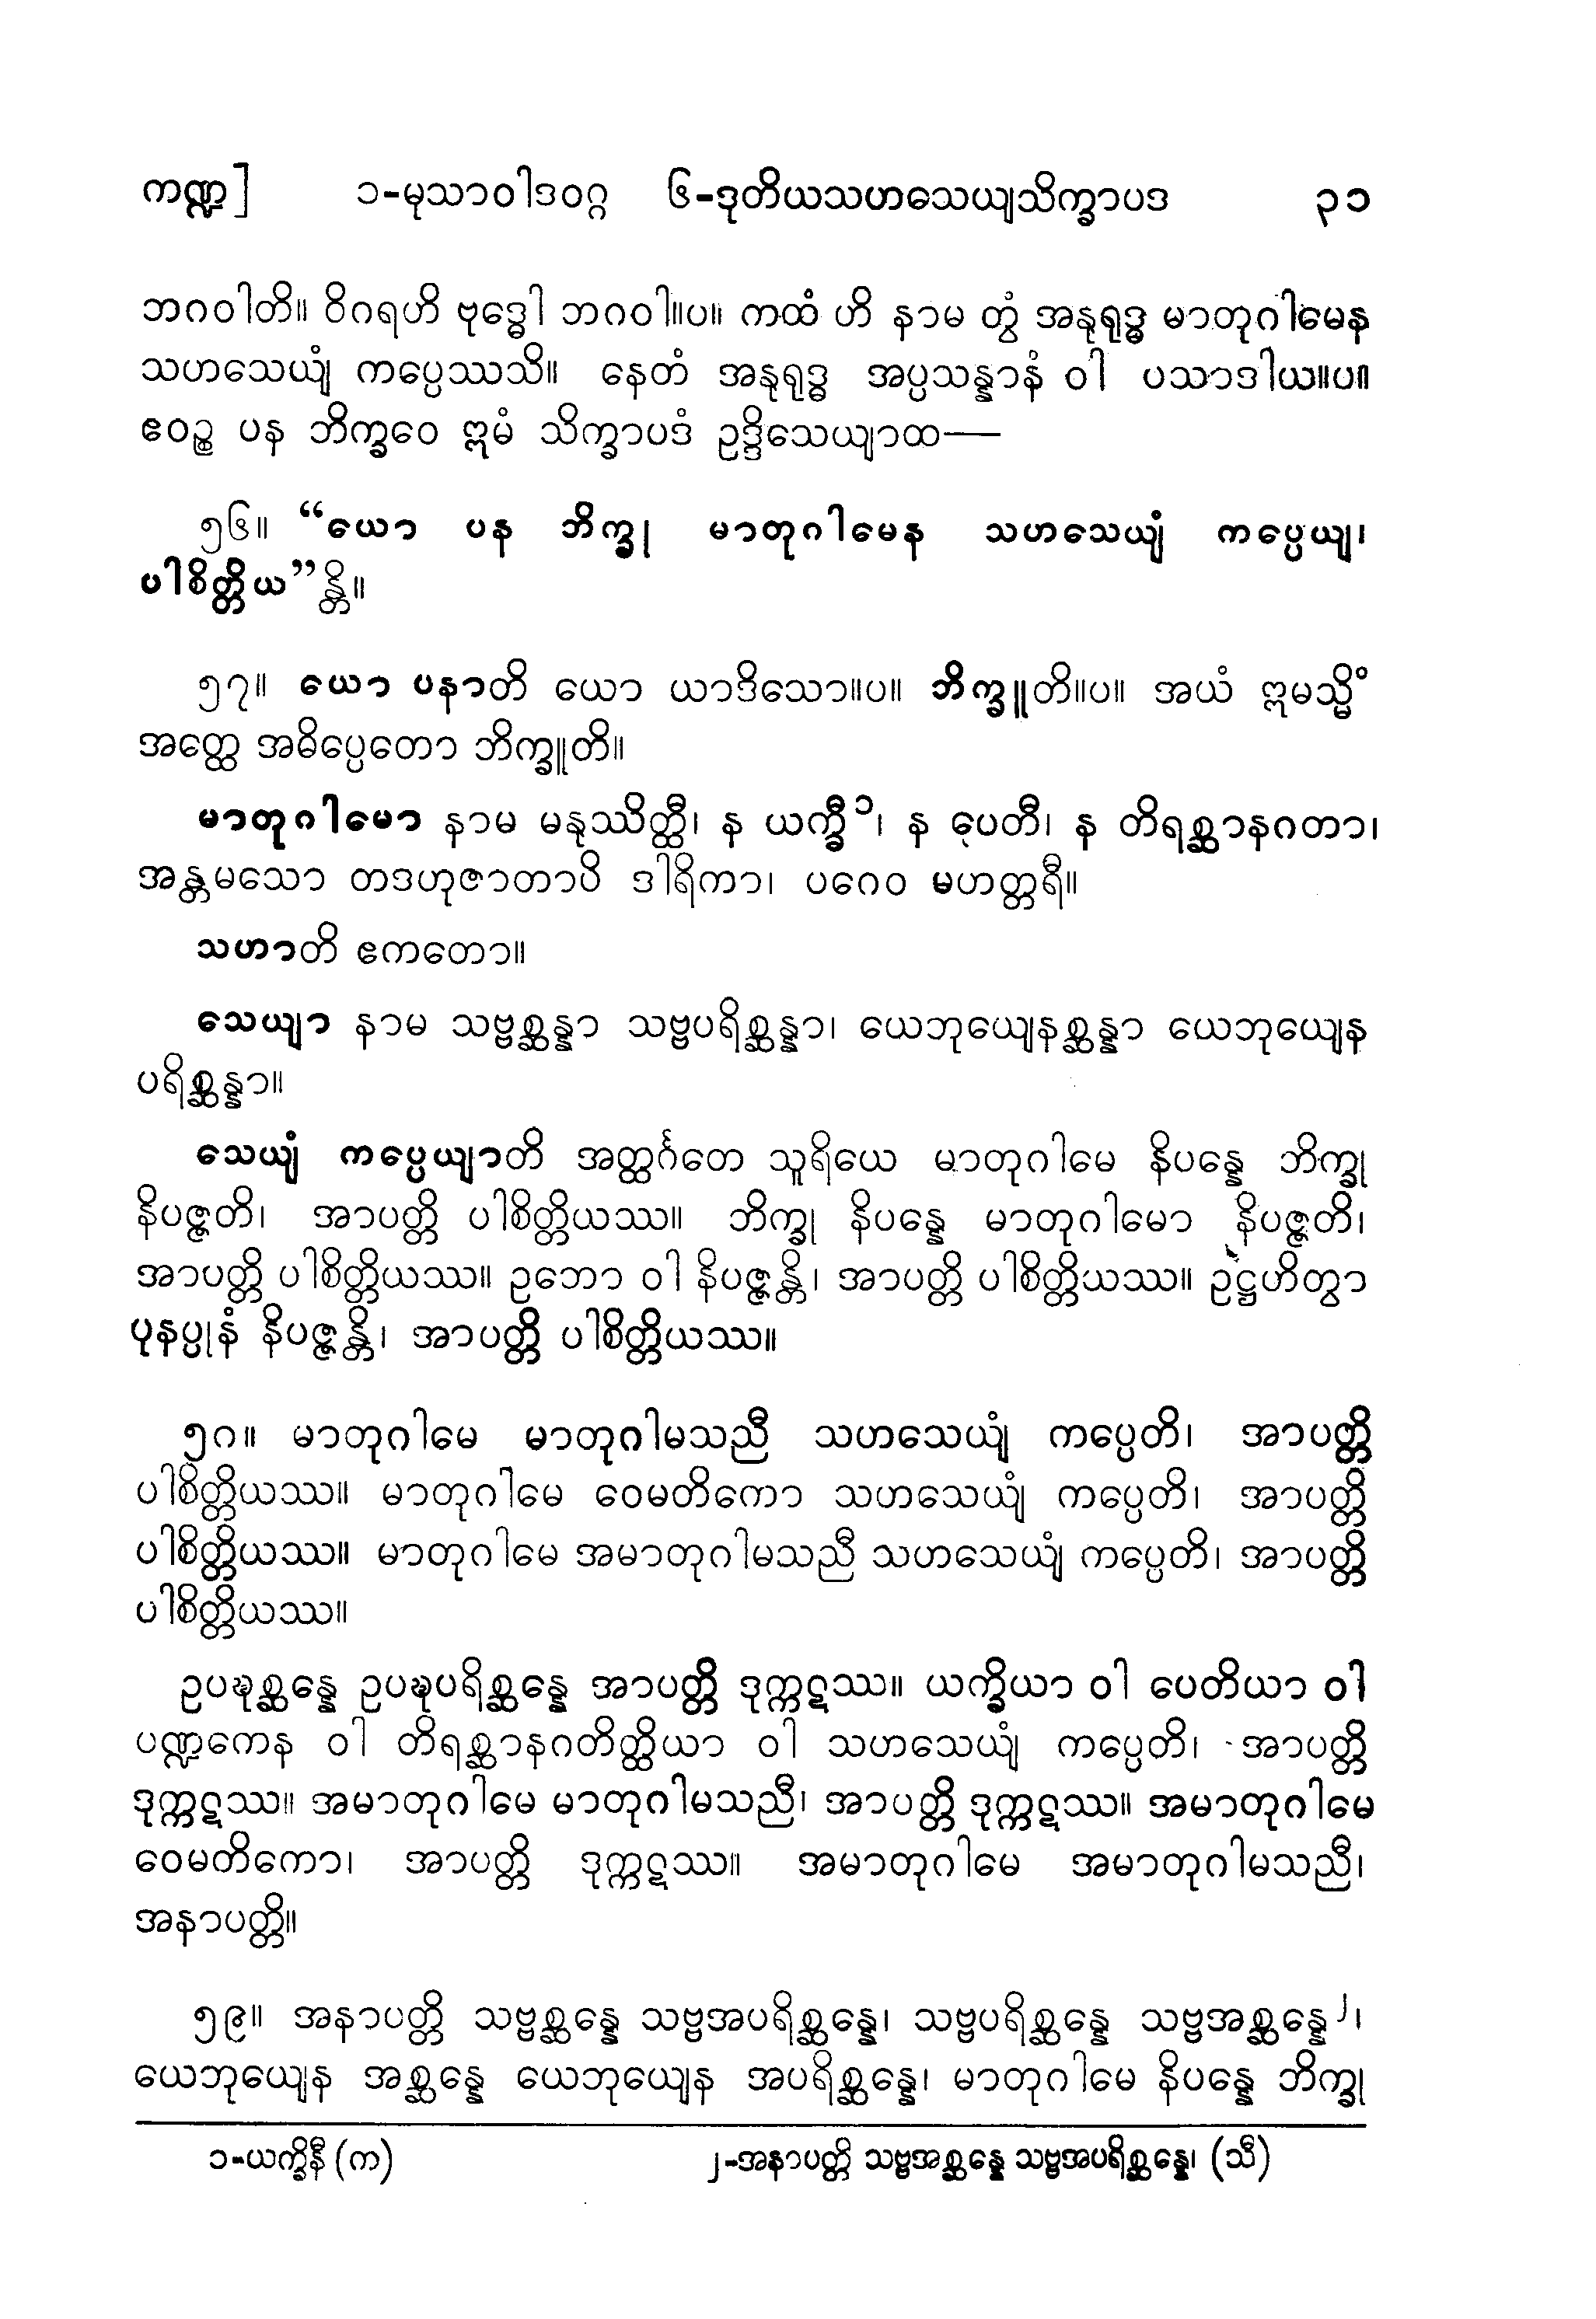 ကဏ္ဍ] ၁-မုသာဝါဒဝဂ္ဂ ၆-ဒုတိယသဟသေယျသိက္ခာပဒ ၃၁
ဘဂဝါတိ။ ဝိဂရဟိ ဗုဒ္ဓေါ ဘဂဝါ။ပ။ ကထံ ဟိ နာမ တွံ အနုရုဒ္ဓ မာတုဂါမေန
သဟသေယျံ ကပ္ပေဿသိ။ နေတံ အနုရုဒ္ဓ အပ္ပသန္နာနံ ဝါ ပသာဒါယ။ပ။
ဧဝဉ္စ ပန ဘိက္ခဝေ ဣမံ သိက္ခာပဒံ ဥဒ္ဒိသေယျာထ—
၅၆။ “ယော ပန ဘိက္ခု မာတုဂါမေန သဟသေယျံ ကပ္ပေယျ၊
ပါစိတ္တိယ”န္တိ။
၅၇။ ယော ပနာတိ ယော ယာဒိသော။ပ။ ဘိက္ခူတိ။ပ။ အယံ ဣမသ္မိံ
အတ္ထေ အဓိပ္ပေတော ဘိက္ခူတိ။
မာတုဂါမော နာမ မနုဿိတ္ထီ၊ န ယက္ခီ၁၊ န ပေတီ၊ န တိရစ္ဆာနဂတာ၊
အန္တမသော တဒဟုဇာတာပိ ဒါရိကာ၊ ပဂေဝ မဟတ္တရီ။
သဟာတိ ဧကတော။
သေယျာ နာမ သဗ္ဗစ္ဆန္နာ သဗ္ဗပရိစ္ဆန္နာ၊ ယေဘုယျေနစ္ဆန္နာ ယေဘုယျေန
ပရိစ္ဆန္နာ။
သေယျံ ကပ္ပေယျာတိ အတ္ထင်္ဂတေ သူရိယေ မာတုဂါမေ နိပန္နေ ဘိက္ခု
နိပဇ္ဇတိ၊ အာပတ္တိ ပါစိတ္တိယဿ။ ဘိက္ခု နိပန္နေ မာတုဂါမော နိပဇ္ဇတိ၊
အာပတ္တိ ပါစိတ္တိယဿ။ ဥဘော ဝါ နိပဇ္ဇန္တိ၊ အာပတ္တိ ပါစိတ္တိယဿ။ ဥဋ္ဌဟိတွာ
ပုနပ္ပုနံ နိပဇ္ဇန္တိ၊ အာပတ္တိ ပါစိတ္တိယဿ။
၅၈။ မာတုဂါမေ မာတုဂါမသညီ သဟသေယျံ ကပ္ပေတိ၊ အာပတ္တိ
ပါစိတ္တိယဿ။ မာတုဂါမေ ဝေမတိကော သဟသေယျံ ကပ္ပေတိ၊ အာပတ္တိ
ပါစိတ္တိယဿ။ မာတုဂါမေ အမာတုဂါမသညီ သဟသေယျံ ကပ္ပေတိ၊ အာပတ္တိ
ပါစိတ္တိယဿ။
ဥပဍ္ဎစ္ဆန္နေ ဥပဍ္ဎပရိစ္ဆန္နေ အာပတ္တိ ဒုက္ကဋဿ။ ယက္ခိယာ ဝါ ပေတိယာ ဝါ
ပဏ္ဍကေန ဝါ တိရစ္ဆာနဂတိတ္ထိယာ ဝါ သဟသေယျံ ကပ္ပေတိ၊ အာပတ္တိ
ဒုက္ကဋဿ။ အမာတုဂါမေ မာတုဂါမသညီ၊ အာပတ္တိ ဒုက္ကဋဿ။ အမာတုဂါမေ
ဝေမတိကော၊ အာပတ္တိ ဒုက္ကဋဿ။ အမာတုဂါမေ အမာတုဂါမသညီ၊
အနာပတ္တိ။
၅၉။ အနာပတ္တိ သဗ္ဗစ္ဆန္နေ သဗ္ဗအပရိစ္ဆန္နေ၊ သဗ္ဗပရိစ္ဆန္နေ သဗ္ဗအစ္ဆန္နေ၂၊
ယေဘုယျေန အစ္ဆန္နေ ယေဘုယျေန အပရိစ္ဆန္နေ၊ မာတုဂါမေ နိပန္နေ ဘိက္ခု
၁-ယက္ခိနီ (က) ၂-အနာပတ္တိ သဗ္ဗအစ္ဆန္နေ သဗ္ဗအပရိစ္ဆန္နေ၊ (သီ)